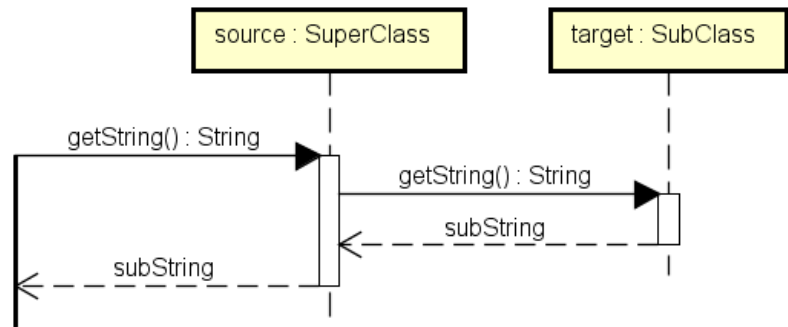 source : SuperClass
target : SubClass
getString() : String
getString() : String
subString
subString